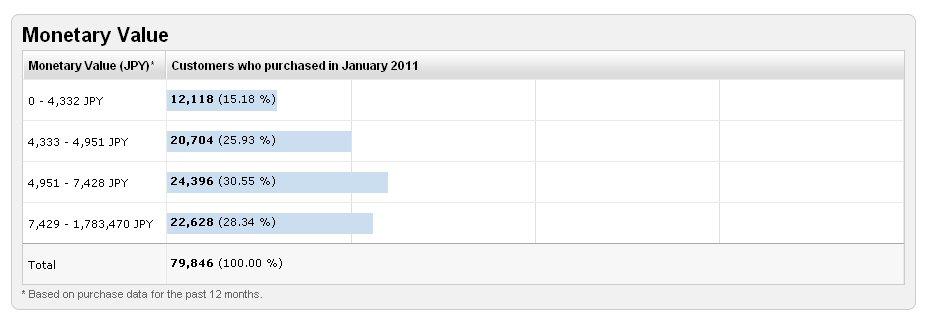 Monetary Value
Monetary Value (JPY)* Customers who purchased in January 2011
0 - 4,332 JPY 12,118 (15.18 %)
4,333 - 4,951 JPY 20,704 (25.93 %)
4,951 - 7,428 JPY 24,396 (30.55 %)
7,429 - 1,783,470 JPY 22,628 (28.34 %)
Total 79,846 (100.00 %)
* Based on purchase data for the past 12 months.